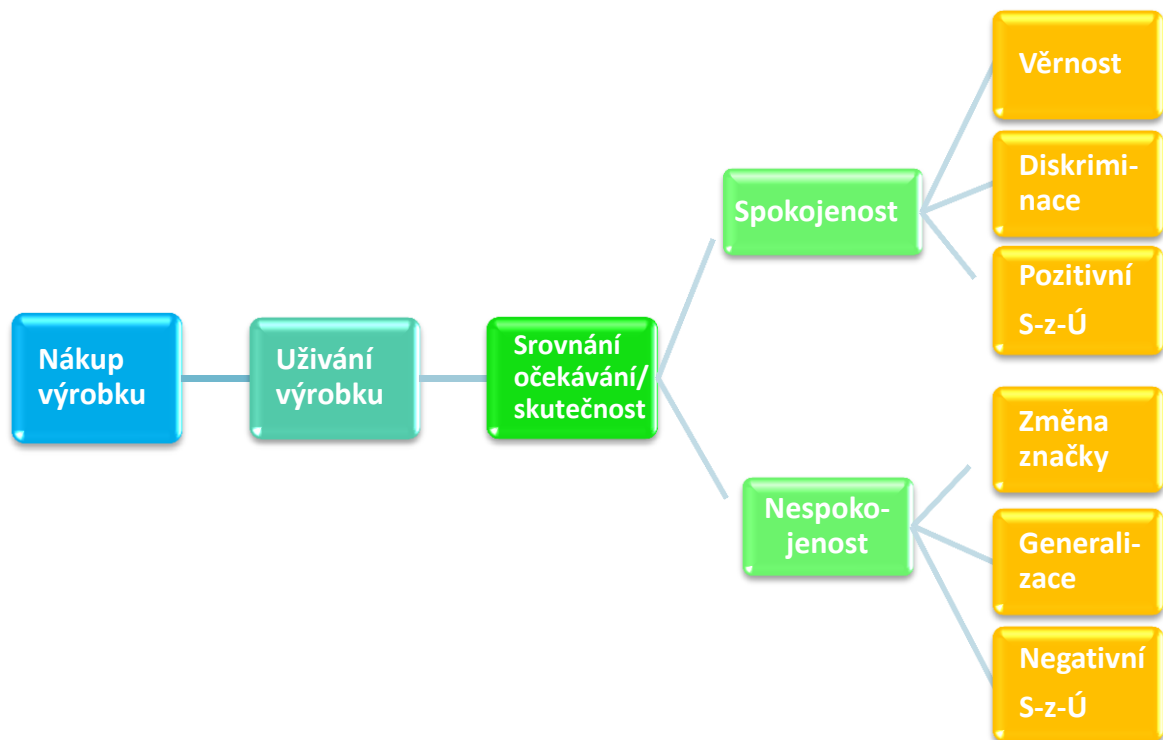 Nákup
výrobku
Užívání
výrobku
Srovnání
očekávání/
skutečnost
Spokojenost
Nespoko-
jenost
Věrnost
Diskrimi-
nace
Pozitivní
S-z-Ú
Změna
značky
Generali-
zace
Negativní
S-z-Ú